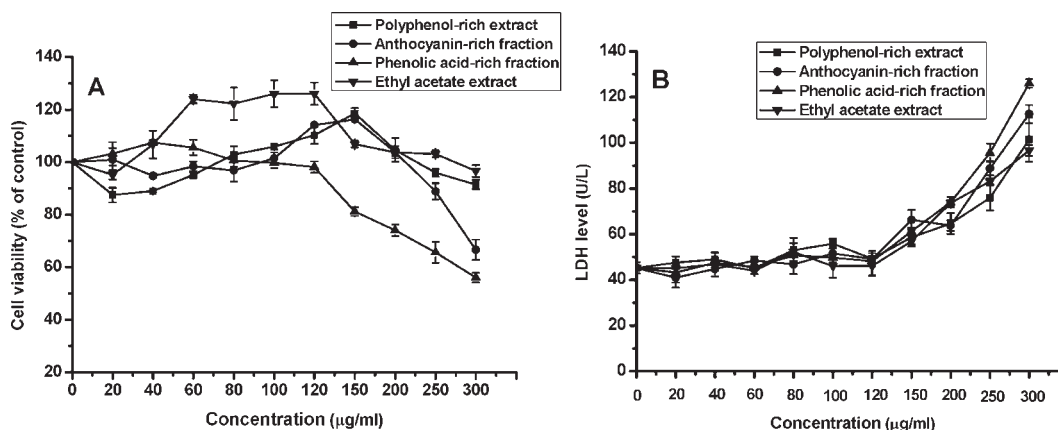 A
Polyphenol-rich extract
Anthocyanin-rich fraction
Phenolic acid-rich fraction
Ethyl acetate extract
Cell viability (% of control)
140
120
100
80
60
40
20
0 20 40 60 80 100 120 150 200 250 300
Concentration (μg/ml)
B
Polyphenol-rich extract
Anthocyanin-rich fraction
Phenolic acid-rich fraction
Ethyl acetate extract
LDH level (U/L)
140
120
100
80
60
40
20
0
0 20 40 60 80 100 120 150 200 250 300
Concentration (μg/ml)